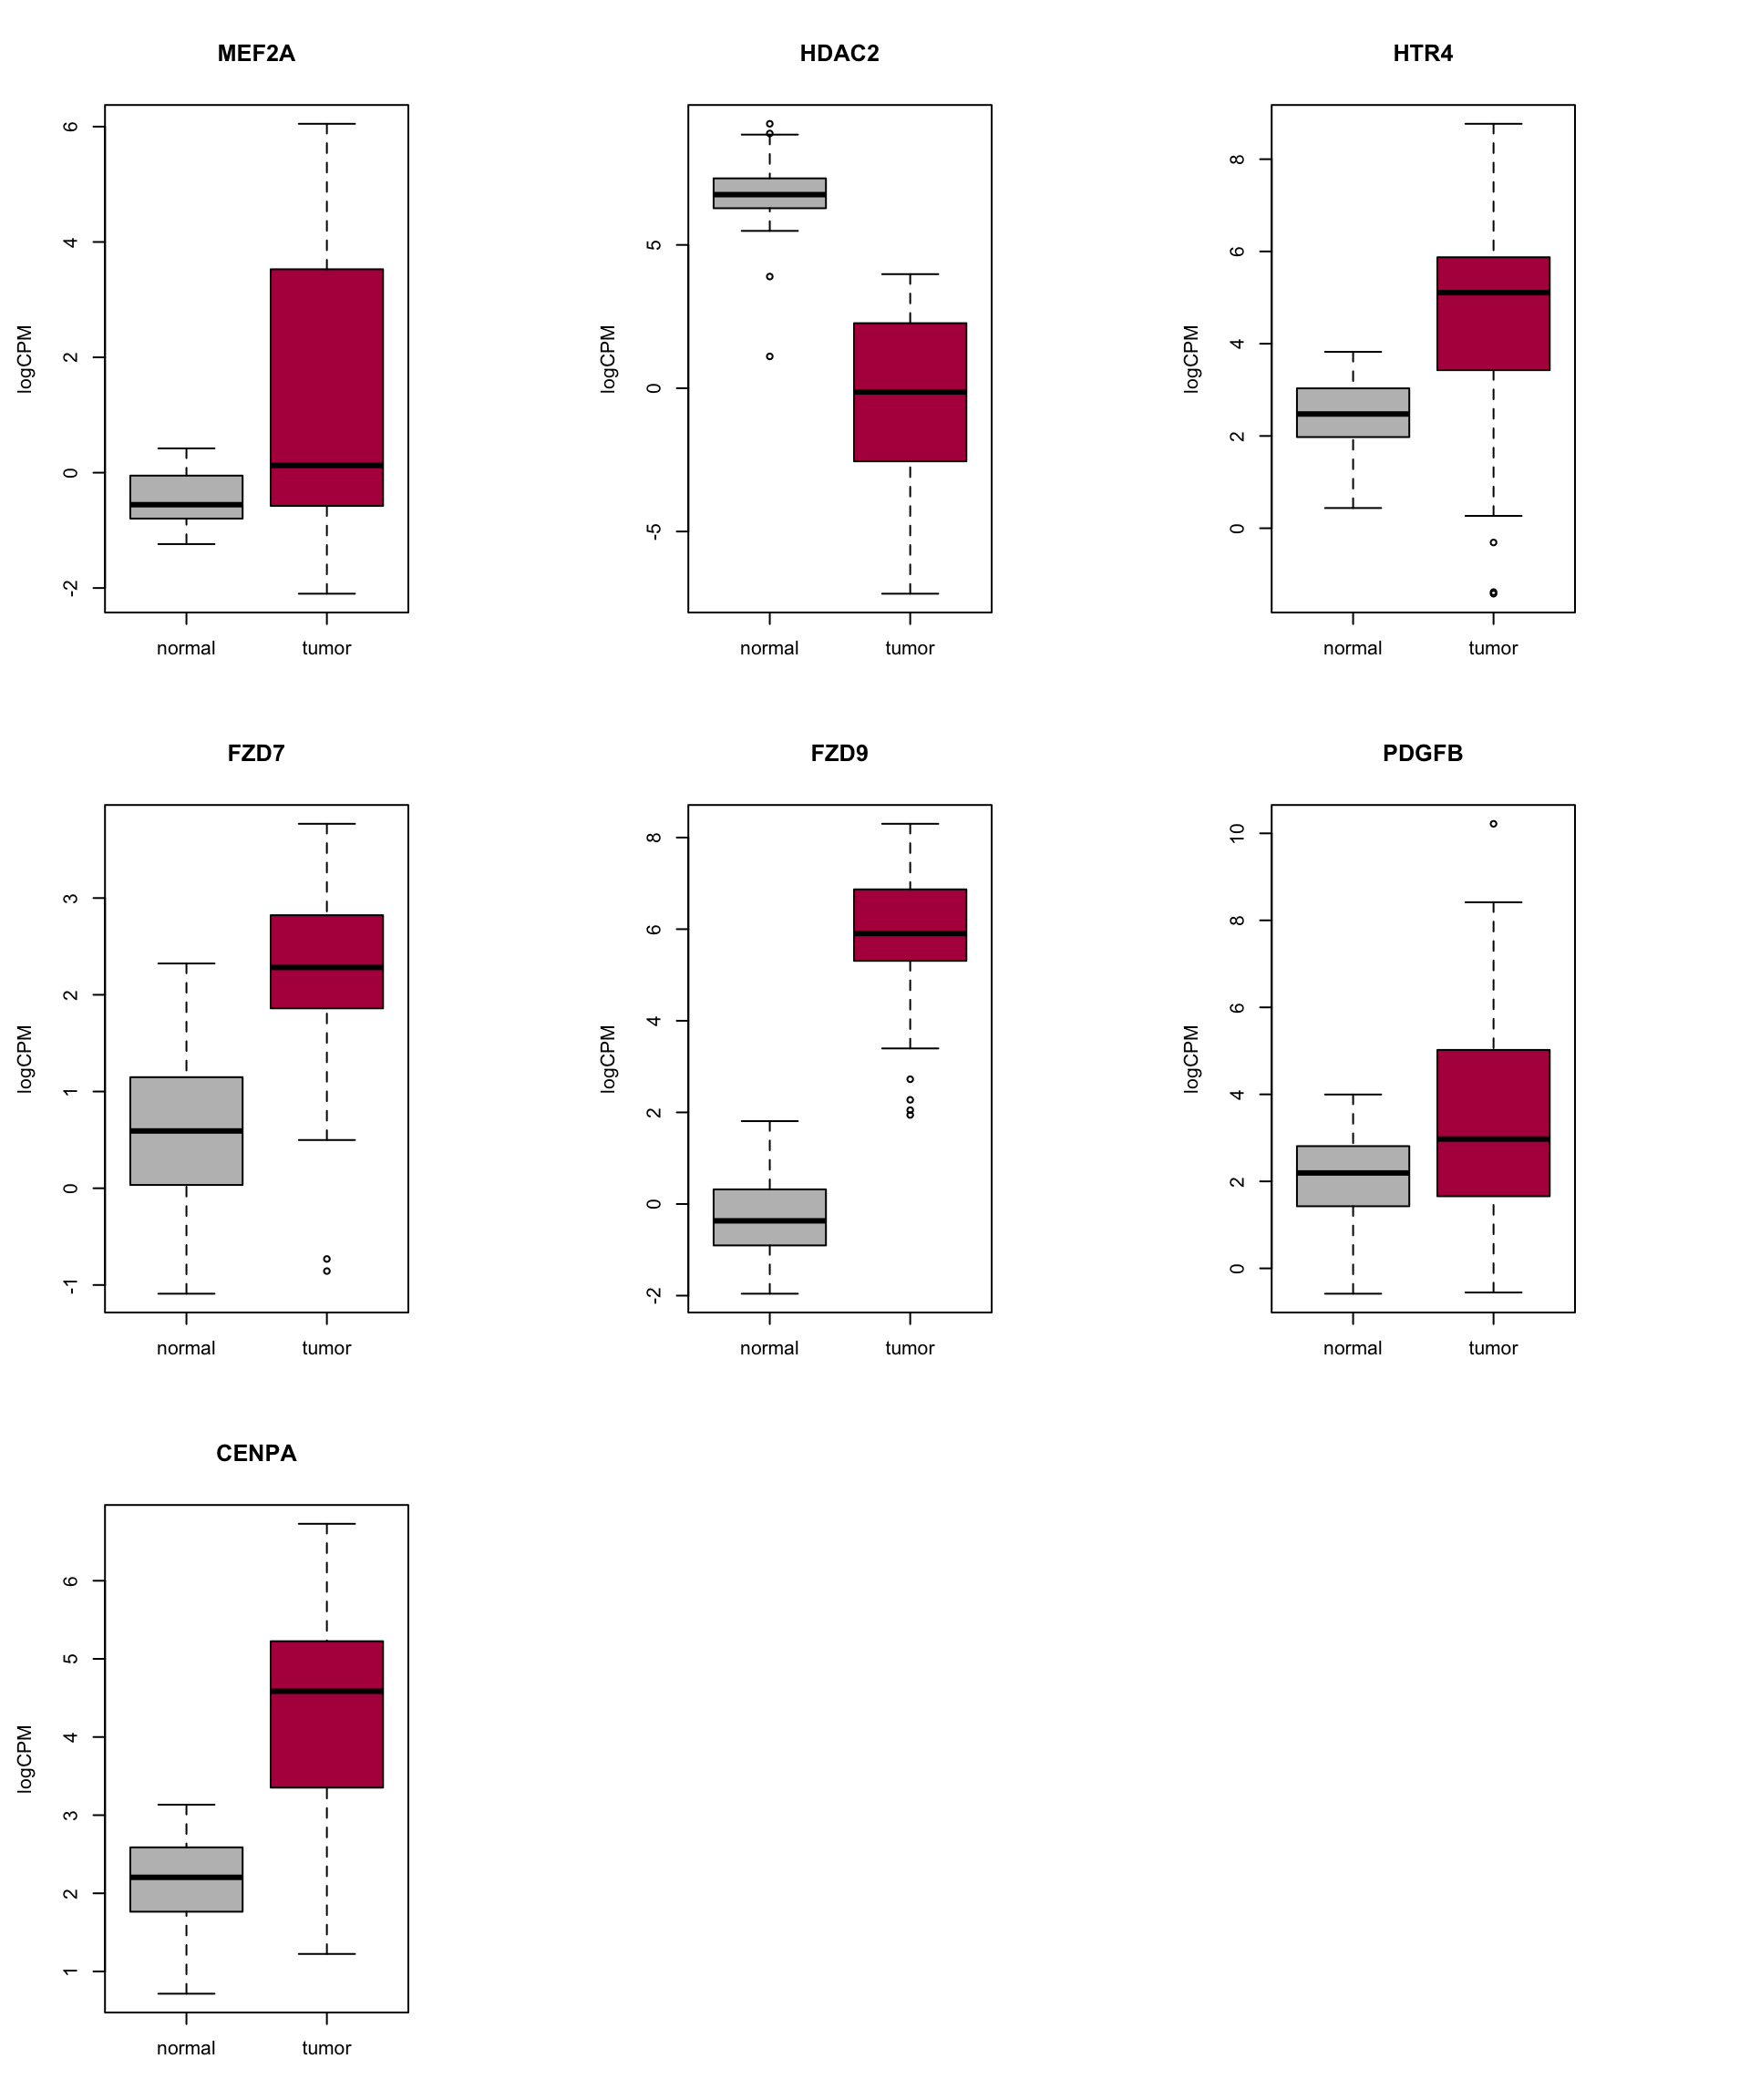 MEF2A
HDAC2
HTR4
logCPM
6
4
2
0
-2
normal
tumor
logCPM
5
0
-5
normal
tumor
logCPM
8
6
4
2
0
normal
tumor
FZD7
FZD9
PDGFB
logCPM
3
2
1
0
-1
normal
tumor
logCPM
8
6
4
2
0
-2
normal
tumor
logCPM
10
8
6
4
2
0
normal
tumor
CENPA
logCPM
6
5
4
3
2
1
normal
tumor